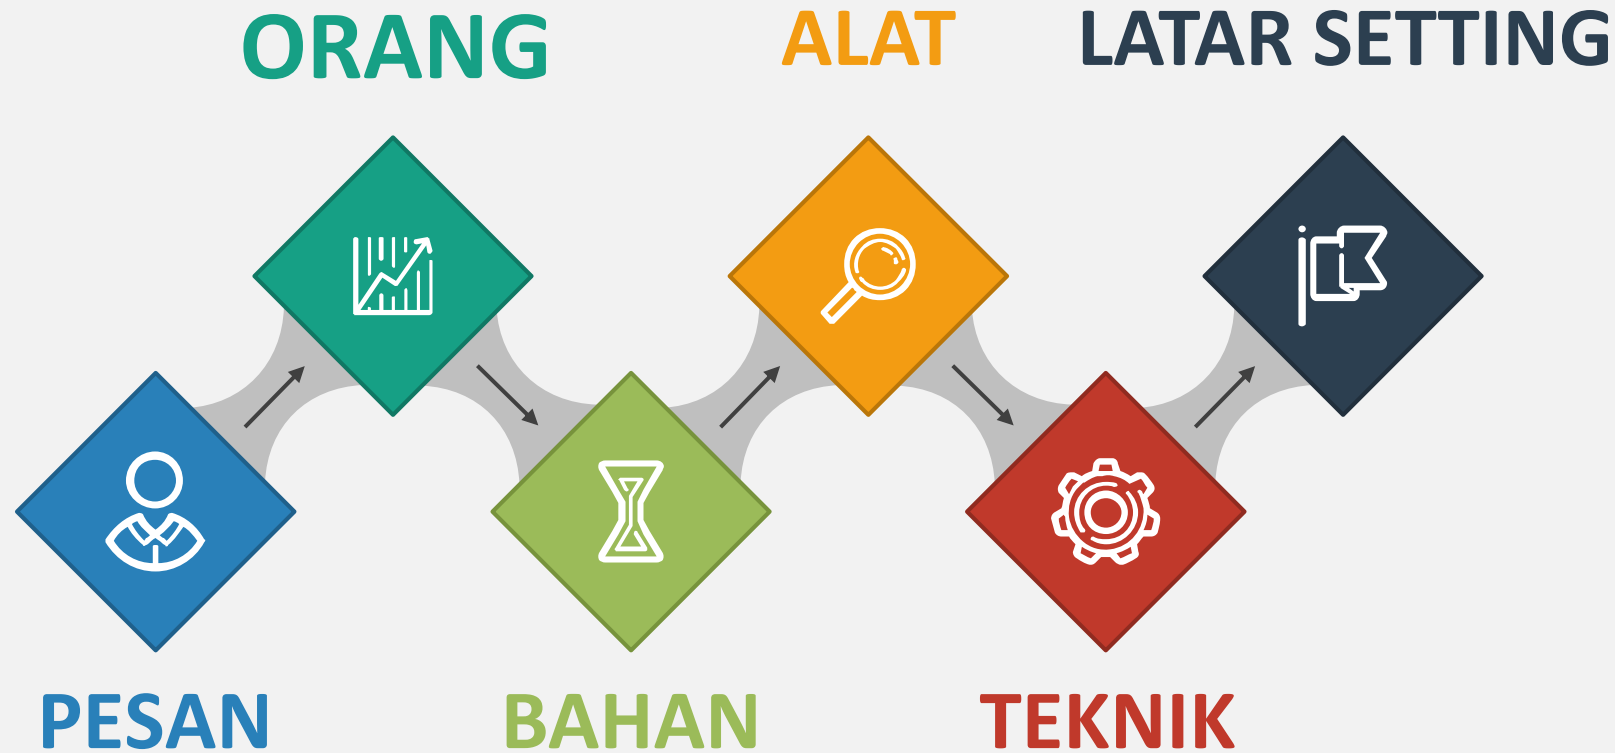 ORANG
ALAT
LATAR SETTING
PESAN
BAHAN
TEKNIK